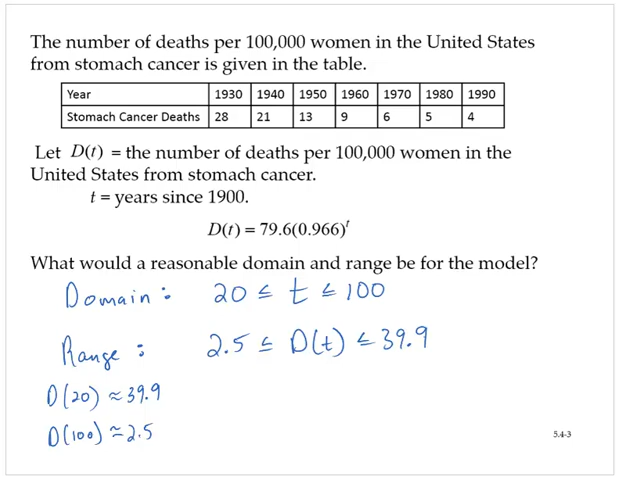 The number of deaths per 100,000 women in the United States
from stomach cancer is given in the table.
Year 1930 1940 1950 1960 1970 1980 1990
Stomach Cancer Deaths 28 21 13 9 6 5 4
Let D(t) = the number of deaths per 100,000 women in the
United States from stomach cancer.
t = years since 1900.
D(t) = 79.6(0.966)^t
What would a reasonable domain and range be for the model?
Domain: 20 ≤ t ≤ 100
Range: 2.5 ≤ D(t) ≤ 39.9
D(20) ≈ 39.9
D(100) ≈ 2.5
5.4-3